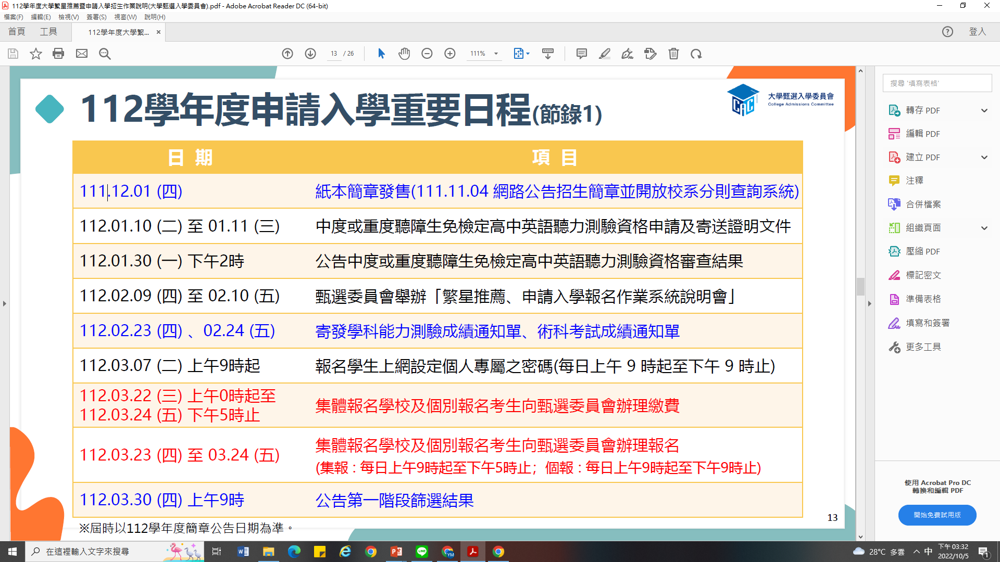 112學年度大學繁星推薦暨申請入學招生作業說明(大學甄選入學委員會).pdf - Adobe Acrobat Reader DC (64-bit)
檔案(F) 編輯(E) 檢視(V) 簽署(S) 視窗(W) 說明(H)
首頁 工具 112學年度大學繁... × 登入
13 / 26 111%
112學年度申請入學重要日程(節錄1)
CAC 大學甄選入學委員會
College Admissions Committee
日 期 項 目
111.12.01 (四) 紙本簡章發售(111.11.04 網路公告招生簡章並開放校系分則查詢系統)
112.01.10 (二) 至 01.11 (三) 中度或重度聽障生免檢定高中英語聽力測驗資格申請及寄送證明文件
112.01.30 (一) 下午2時 公告中度或重度聽障生免檢定高中英語聽力測驗資格審查結果
112.02.09 (四) 至 02.10 (五) 甄選委員會舉辦「繁星推薦、申請入學報名作業系統說明會」
112.02.23 (四) 、02.24 (五) 寄發學科能力測驗成績通知單、術科考試成績通知單
112.03.07 (二) 上午9時起 報名學生上網設定個人專屬之密碼(每日上午 9 時起至下午 9 時止)
112.03.22 (三) 上午0時起至
112.03.24 (五) 下午5時止 集體報名學校及個別報名考生向甄選委員會辦理繳費
112.03.23 (四) 至 03.24 (五) 集體報名學校及個別報名考生向甄選委員會辦理報名
(集報 : 每日上午9時起至下午5時止；個報 : 每日上午9時起至下午9時止)
112.03.30 (四) 上午9時 公告第一階段篩選結果
※屆時以112學年度簡章公告日期為準。
13
搜尋 '填寫表格'
轉存 PDF
編輯 PDF
建立 PDF
注釋
合併檔案
組織頁面
壓縮 PDF
標記密文
準備表格
填寫和簽署
更多工具
使用 Acrobat Pro DC
轉換和編輯 PDF
開始免費試用版
在這裡輸入文字來搜尋
28°C 多雲 中 下午 03:32
2022/10/5
1